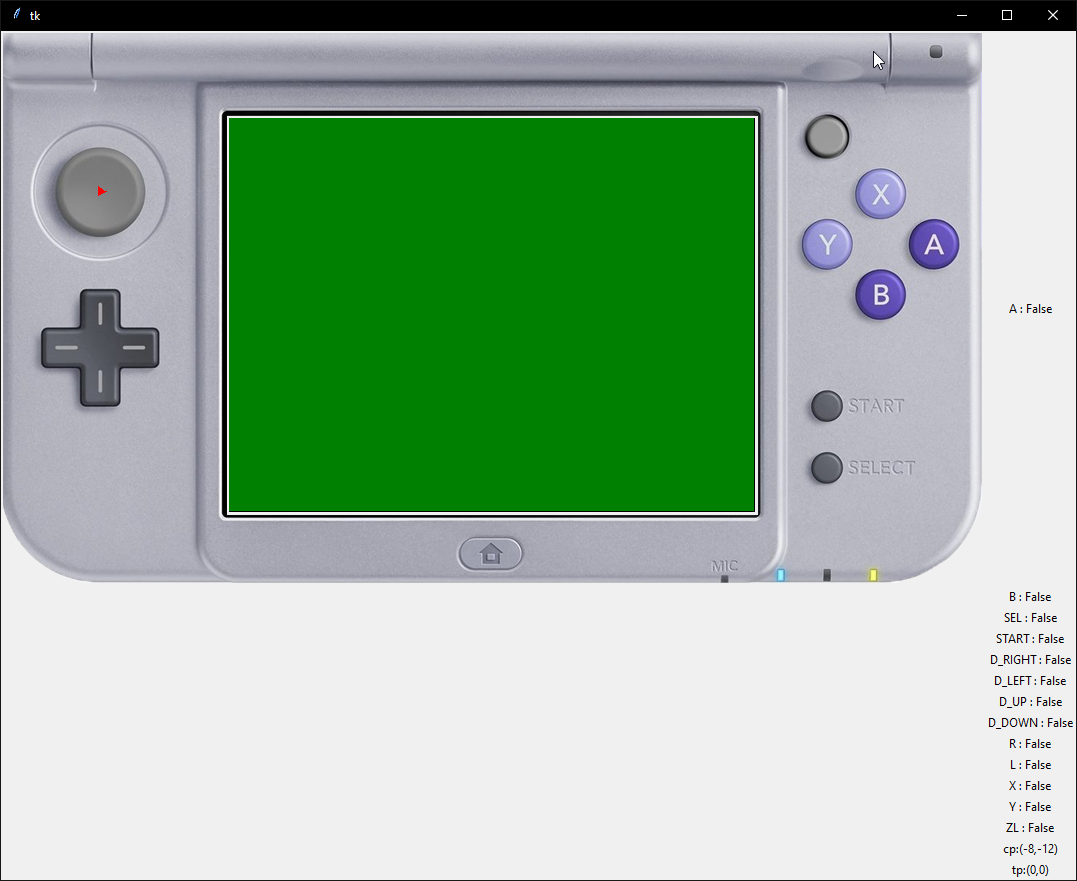 tk
X
Y
A
B
A : False
START
SELECT
MIC
B : False
SEL : False
START : False
D_RIGHT : False
D_LEFT : False
D_UP : False
D_DOWN : False
R : False
L : False
X : False
Y : False
ZL : False
cp:(-8,-12)
tp:(0,0)